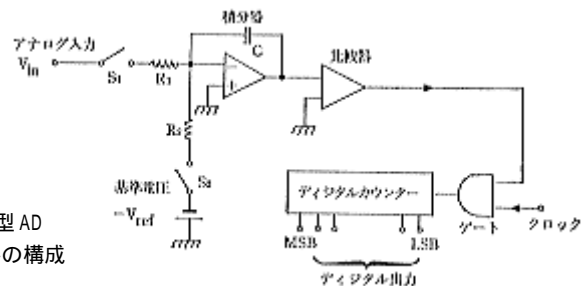 積分器
アナログ入力
C
比較器
Vin
S1
R1
R2
基準電圧
S2
-Vref
ディジタルカウンター
ゲート
クロック
MSB
LSB
ディジタル出力
型 AD
の構成